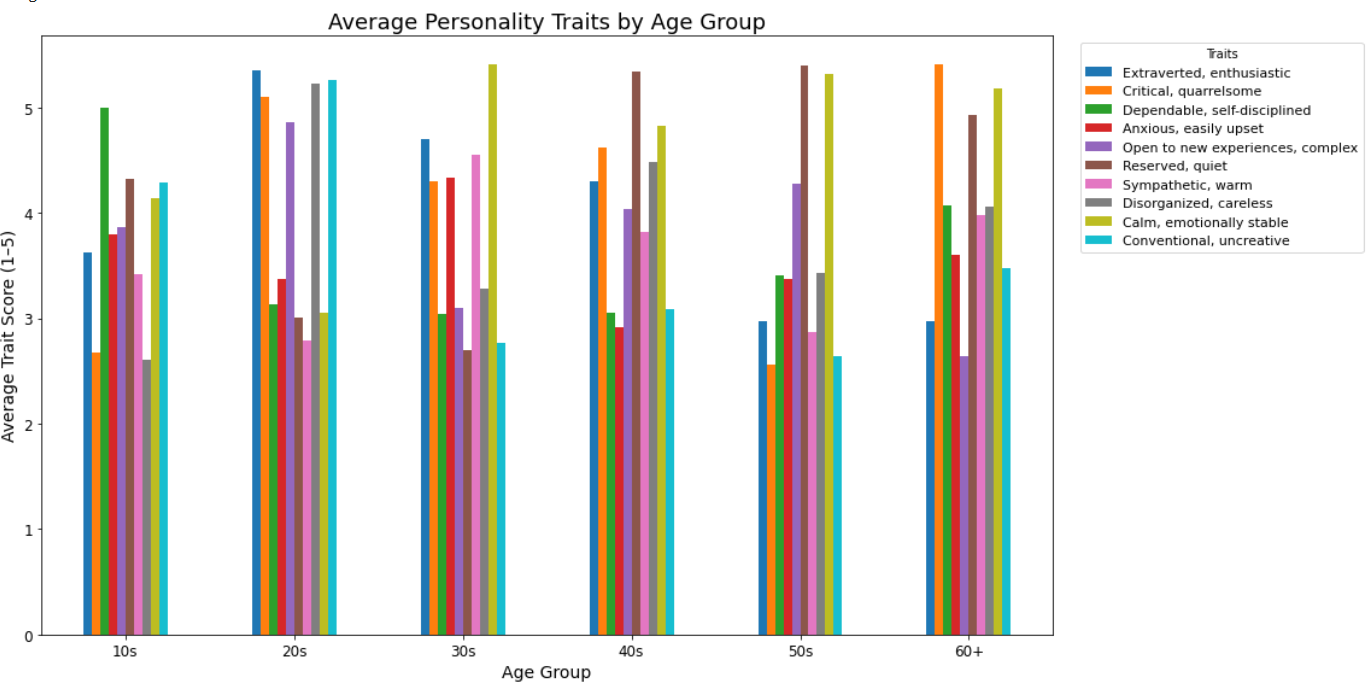 Average Personality Traits by Age Group
Traits
Extraverted, enthusiastic
Critical, quarrelsome
Dependable, self-disciplined
Anxious, easily upset
Open to new experiences, complex
Reserved, quiet
Sympathetic, warm
Disorganized, careless
Calm, emotionally stable
Conventional, uncreative
Average Trait Score (1–5)
5
4
3
2
1
0
10s 20s 30s 40s 50s 60+
Age Group